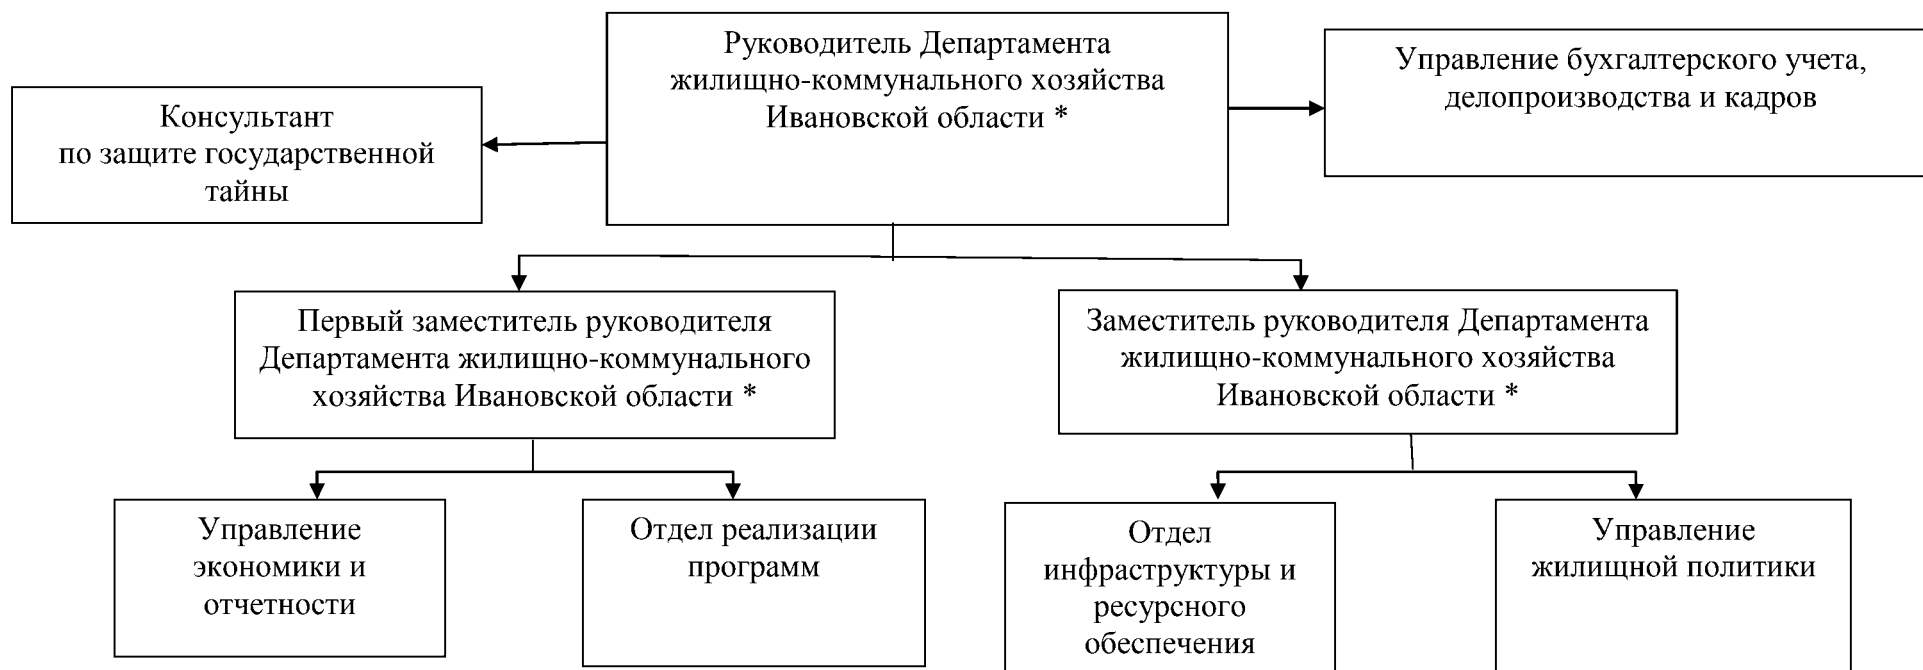 Руководитель Департамента
жилищно-коммунального хозяйства
Ивановской области *
Управление бухгалтерского учета,
делопроизводства и кадров
Консультант
по защите государственной
тайны
Первый заместитель руководителя
Департамента жилищно-коммунального
хозяйства Ивановской области *
Заместитель руководителя Департамента
жилищно-коммунального хозяйства
Ивановской области *
Управление
экономики и
отчетности
Отдел реализации
программ
Отдел
инфраструктуры и
ресурсного
обеспечения
Управление
жилищной политики